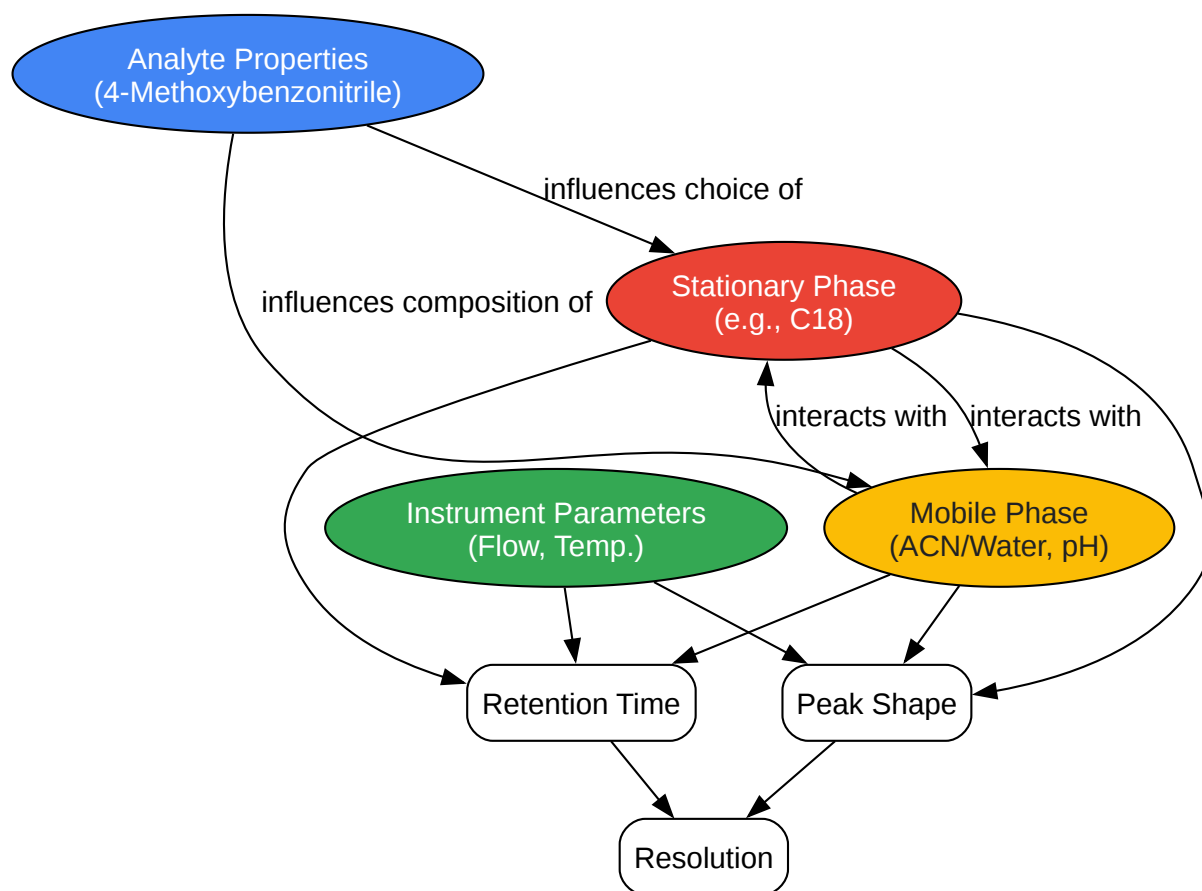 Analyte Properties
(4-Methoxybenzonitrile)
influences choice of
Stationary Phase
(e.g., C18)
influences composition of
interacts with
interacts with
Instrument Parameters
(Flow, Temp.)
Mobile Phase
(ACN/Water, pH)
Retention Time
Peak Shape
Resolution